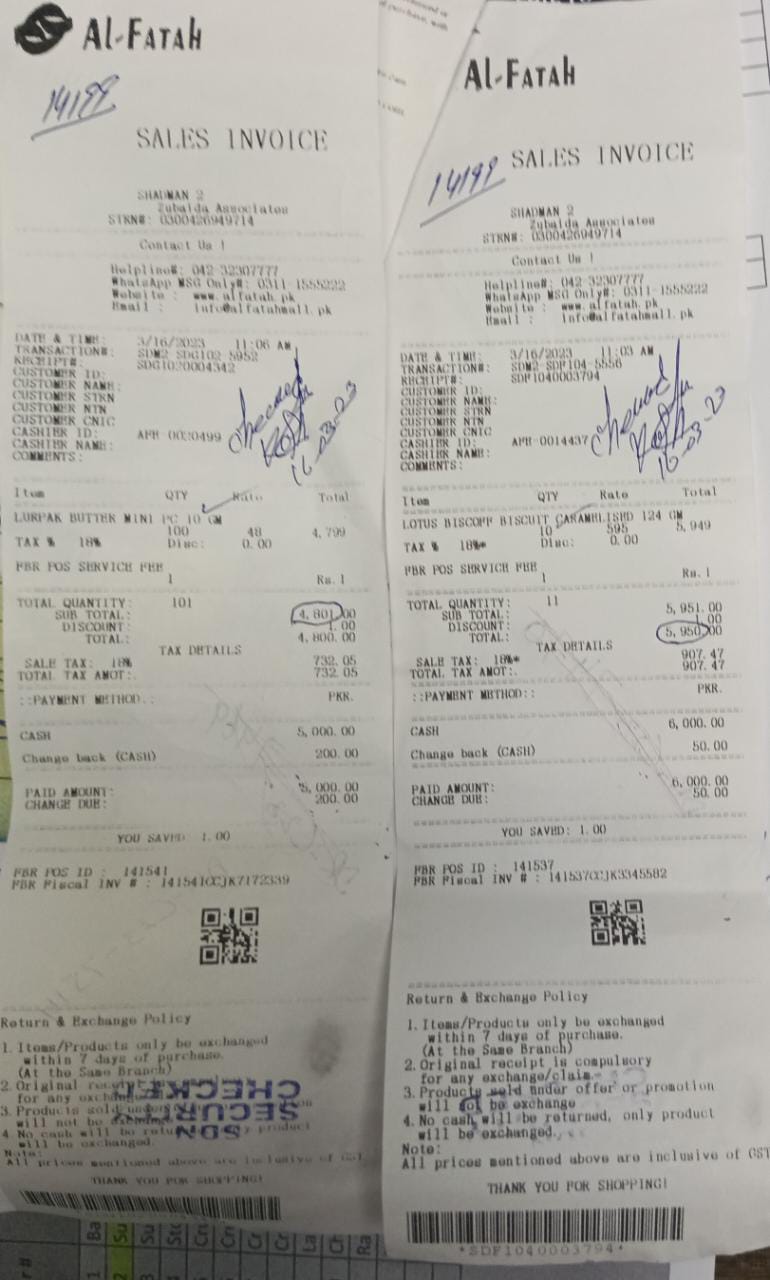 AL-FATAH
14199
SALES INVOICE
SHADMAN 2
Zubaida Associates
STRN#: 0300426949714
Contact Us !
Helpline#: 042-32307777
WhatsApp MSG Only#: 0311-1555222
Website : www.alfatah.pk
Email : info@alfatahmall.pk
DATE & TIME: 3/16/2023 11:06 AM
TRANSACTION#: SDM2-SDG102-5952
RECEIPT#: SDG1020004342
CUSTOMER ID:
CUSTOMER NAME:
CUSTOMER STRN
CUSTOMER NTN
CUSTOMER CNIC
CASHIER ID: AFH-0020499
CASHIER NAME:
COMMENTS:
Checked
16-03-23
Item QTY Rate Total
LURPAK BUTTER MINI PC 10 GM
100 48 4,799
TAX % 18% Disc: 0.00
FBR POS SERVICE FEE
1 Rs. 1
TOTAL QUANTITY: 101
SUB TOTAL: 4,801.00
DISCOUNT: 1.00
TOTAL: 4,800.00
TAX DETAILS
SALE TAX: 18% 732.05
TOTAL TAX AMOT:. 732.05
::PAYMENT METHOD:: PKR.
CASH 5,000.00
Change back (CASH) 200.00
PAID AMOUNT: 5,000.00
CHANGE DUE: 200.00
YOU SAVED: 1.00
FBR POS ID : 141541
FBR Fiscal INV # : 141541CCJK7172339
Return & Exchange Policy
1. Items/Products only be exchanged
within 7 days of purchase.
(At the Same Branch)
2. Original
for any
3. Products sold
will not be
4. No cash will be product
will be exchanged.
Note:
All prices mentioned above are inclusive of GST
THANK YOU FOR SHOPPING!
SDN
SECUR
CHECKED
AL-FATAH
14199
SALES INVOICE
SHADMAN 2
Zubaida Associates
STRN#: 0300426949714
Contact Us !
Helpline#: 042-32307777
WhatsApp MSG Only#: 0311-1555222
Website : www.alfatah.pk
Email : info@alfatahmall.pk
DATE & TIME: 3/16/2023 11:03 AM
TRANSACTION#: SDM2-SDF104-5556
RECEIPT#: SDF1040003794
CUSTOMER ID:
CUSTOMER NAME:
CUSTOMER STRN
CUSTOMER NTN
CUSTOMER CNIC
CASHIER ID: AFH-0014437
CASHIER NAME:
COMMENTS:
Checked
16-03-23
Item QTY Rate Total
LOTUS BISCOFF BISCUIT CARAMELISED 124 GM
10 595 5,949
TAX % 18%* Disc: 0.00
FBR POS SERVICE FEE
1 Rs. 1
TOTAL QUANTITY: 11
SUB TOTAL: 5,951.00
DISCOUNT: 1.00
TOTAL: 5,950.00
TAX DETAILS
SALE TAX: 18%* 907.47
TOTAL TAX AMOT:. 907.47
::PAYMENT METHOD:: PKR.
CASH 6,000.00
Change back (CASH) 50.00
PAID AMOUNT: 6,000.00
CHANGE DUE: 50.00
YOU SAVED: 1.00
FBR POS ID : 141537
FBR Fiscal INV # : 141537CCJK3345582
Return & Exchange Policy
1. Items/Products only be exchanged
within 7 days of purchase.
(At the Same Branch)
2. Original receipt is compulsory
for any exchange/claim.
3. Products sold under offer or promotion
will not be exchange
4. No cash will be returned, only product
will be exchanged.
Note:
All prices mentioned above are inclusive of GST
THANK YOU FOR SHOPPING!
*SDF1040003794*